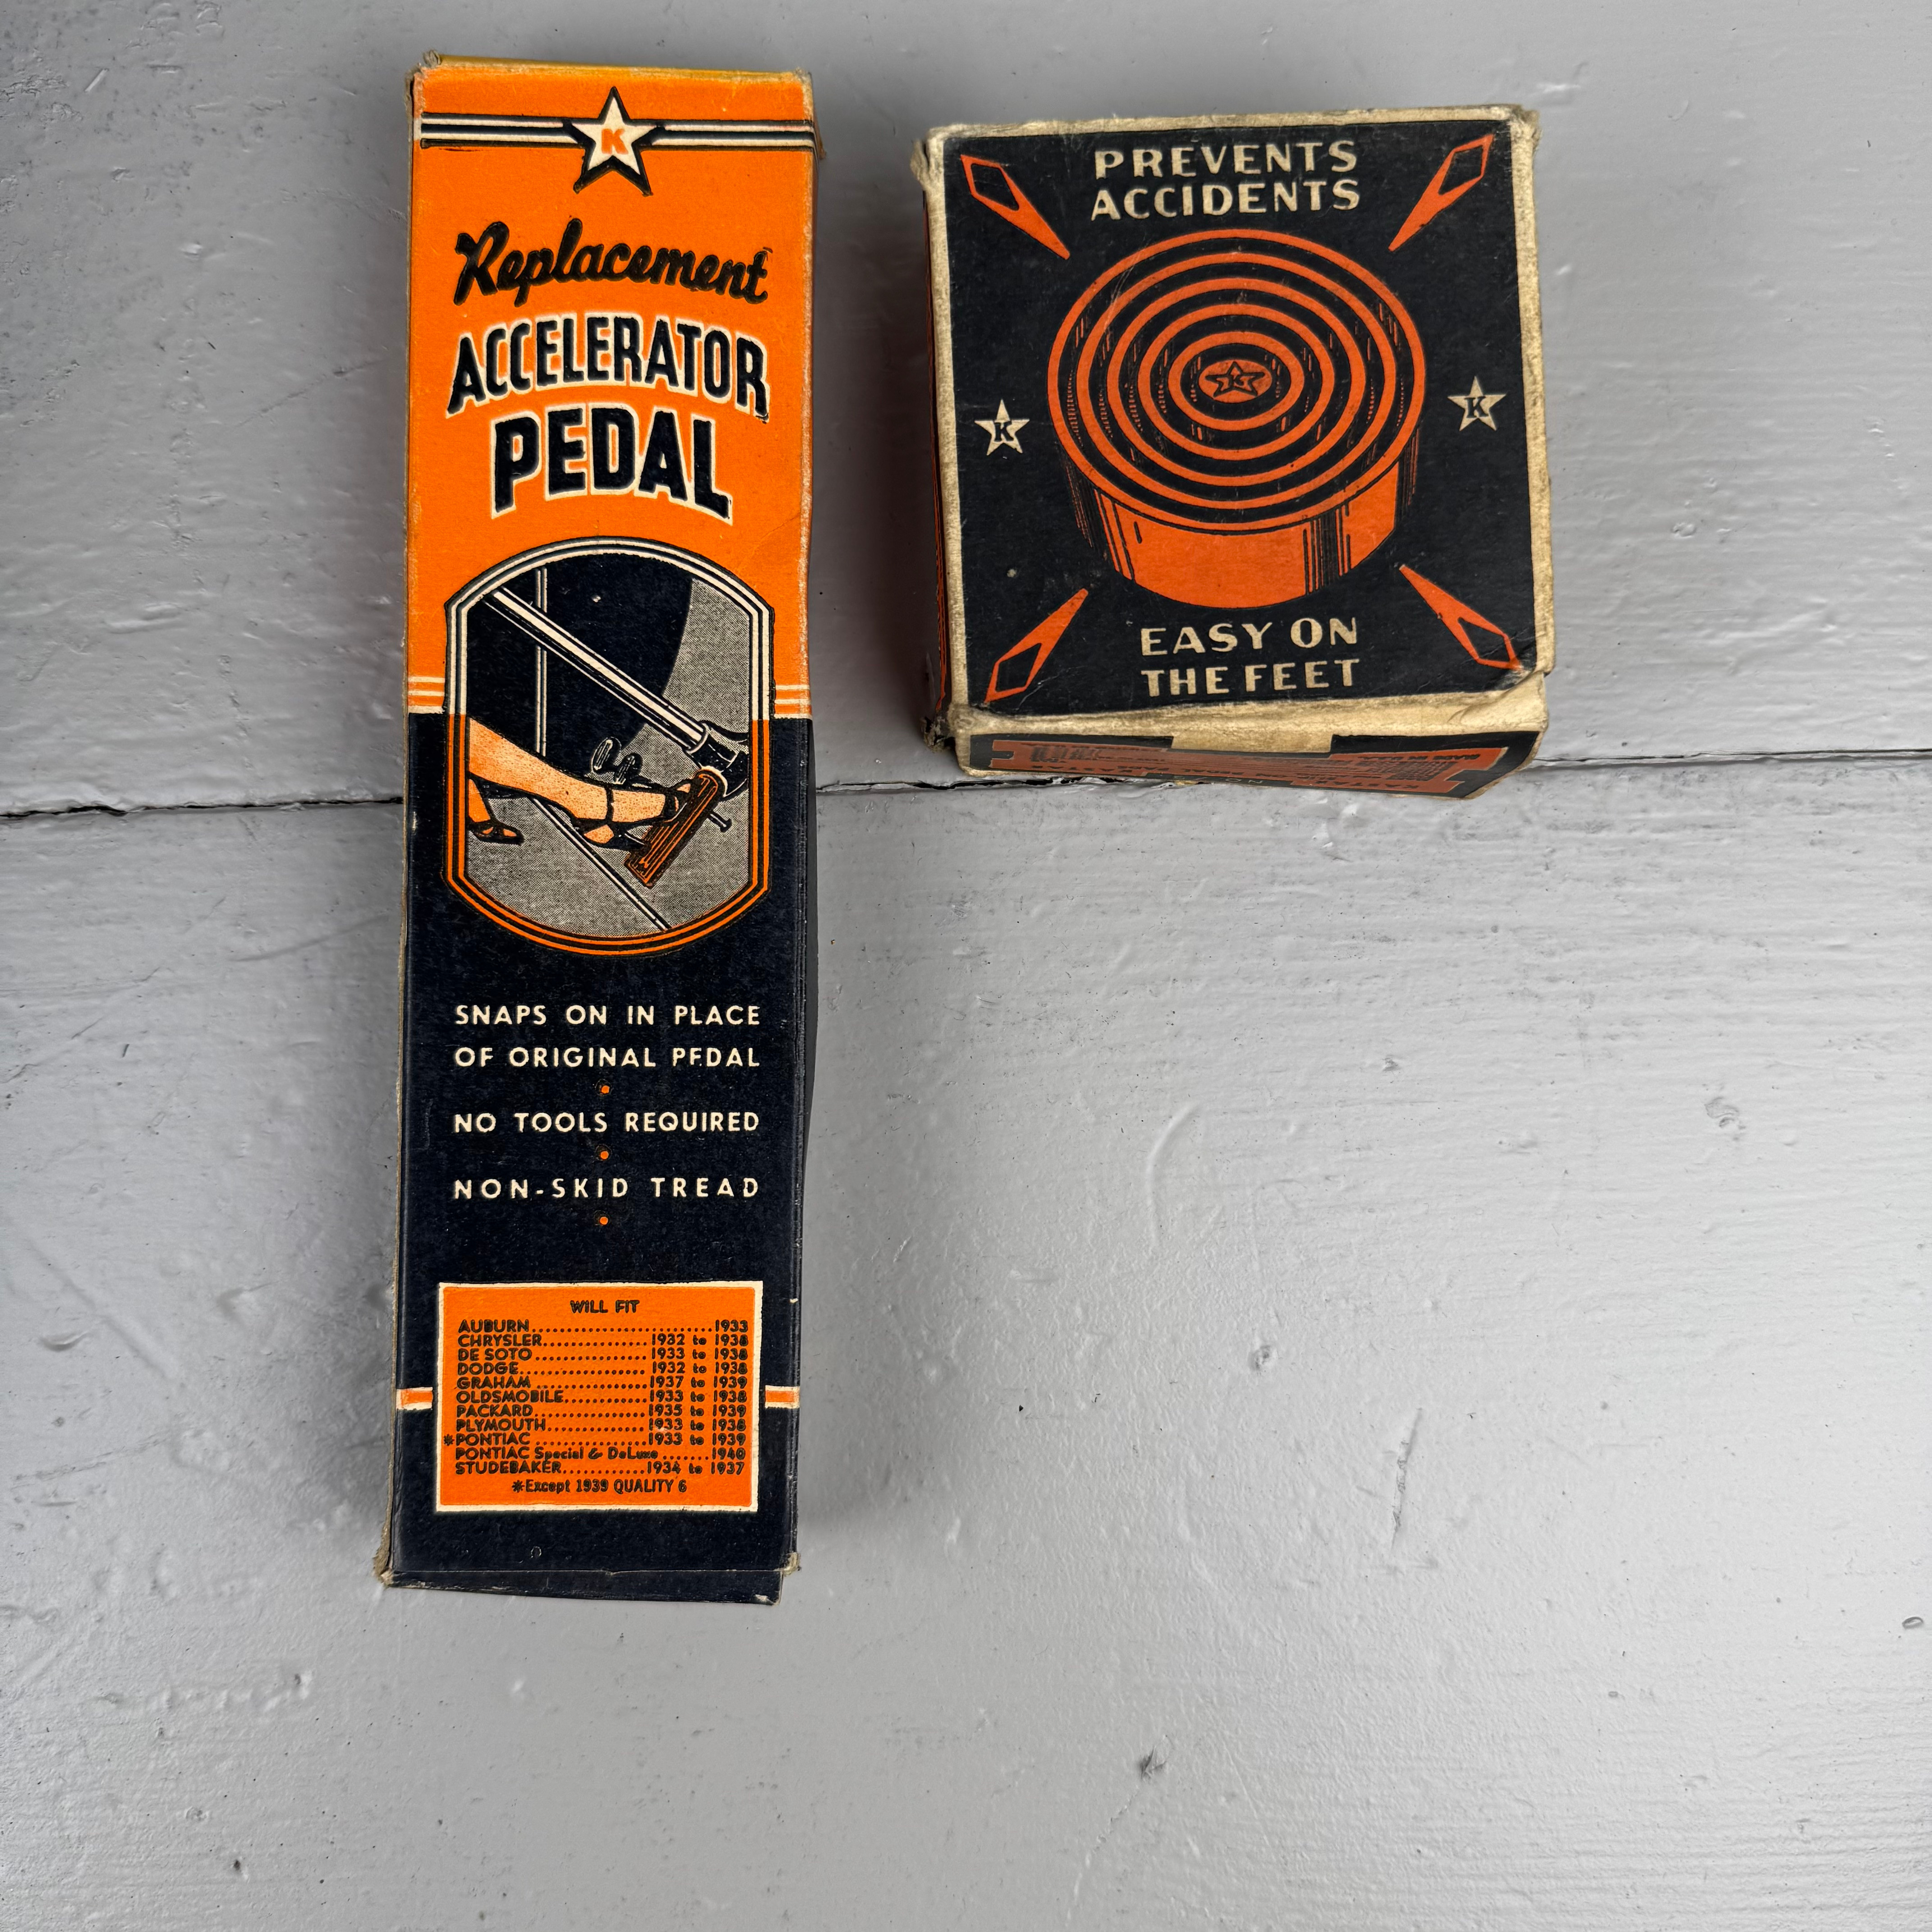 K
Replacement
ACCELERATOR
PEDAL
SNAPS ON IN PLACE
OF ORIGINAL PEDAL
NO TOOLS REQUIRED
NON-SKID TREAD
WILL FIT
AUBURN 1933
CHRYSLER 1932 to 1938
DE SOTO 1933 to 1938
DODGE 1932 to 1938
GRAHAM 1937 to 1939
OLDSMOBILE 1933 to 1938
PACKARD 1935 to 1939
PLYMOUTH 1933 to 1938
*PONTIAC 1933 to 1939
PONTIAC Special & DeLuxe 1940
STUDEBAKER 1934 to 1937
*Except 1939 QUALITY 6
PREVENTS
ACCIDENTS
K
K
K
EASY ON
THE FEET